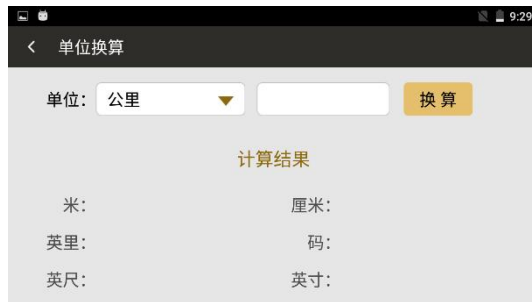 9:29
单位换算
单位： 公里 换 算
计算结果
米： 厘米：
英里： 码：
英尺： 英寸：